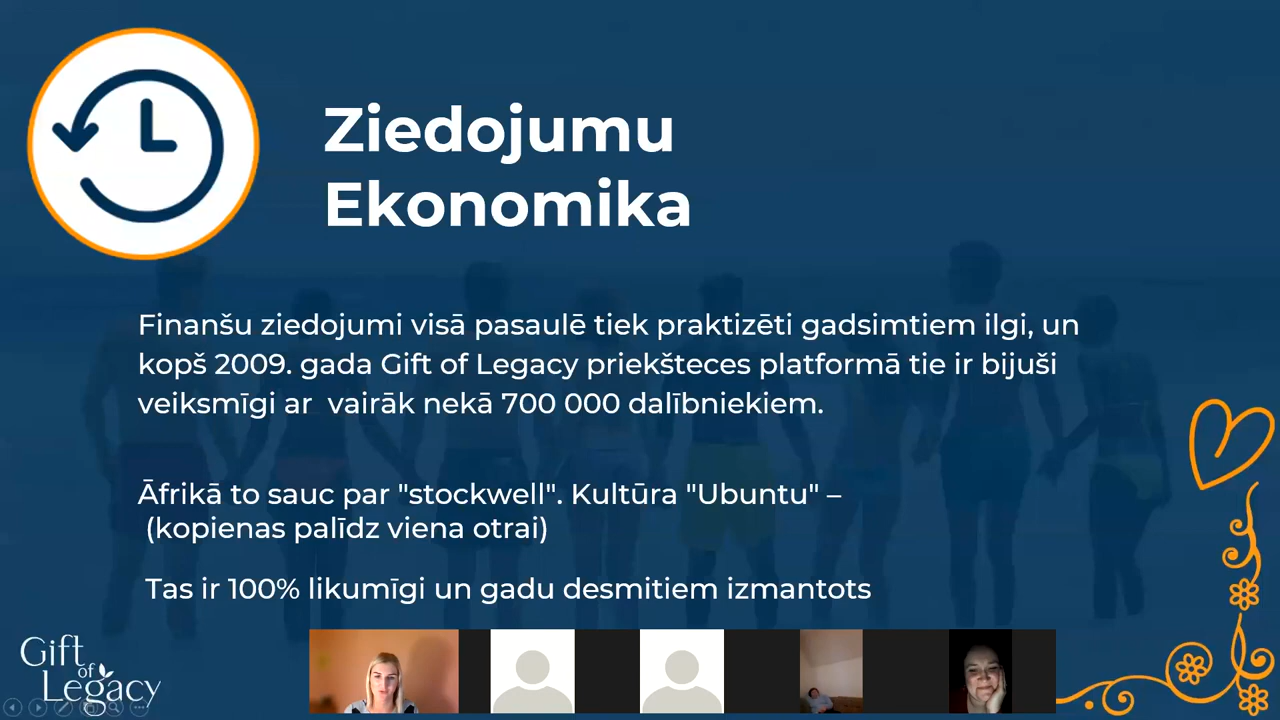 Ziedojumu
Ekonomika
Finanšu ziedojumi visā pasaulē tiek praktizēti gadsimtiem ilgi, un
kopš 2009. gada Gift of Legacy priekšteces platformā tie ir bijuši
veiksmīgi ar  vairāk nekā 700 000 dalībniekiem.
Āfrikā to sauc par "stockwell". Kultūra "Ubuntu" –
(kopienas palīdz viena otrai)
Tas ir 100% likumīgi un gadu desmitiem izmantots
Gift
of
Legacy